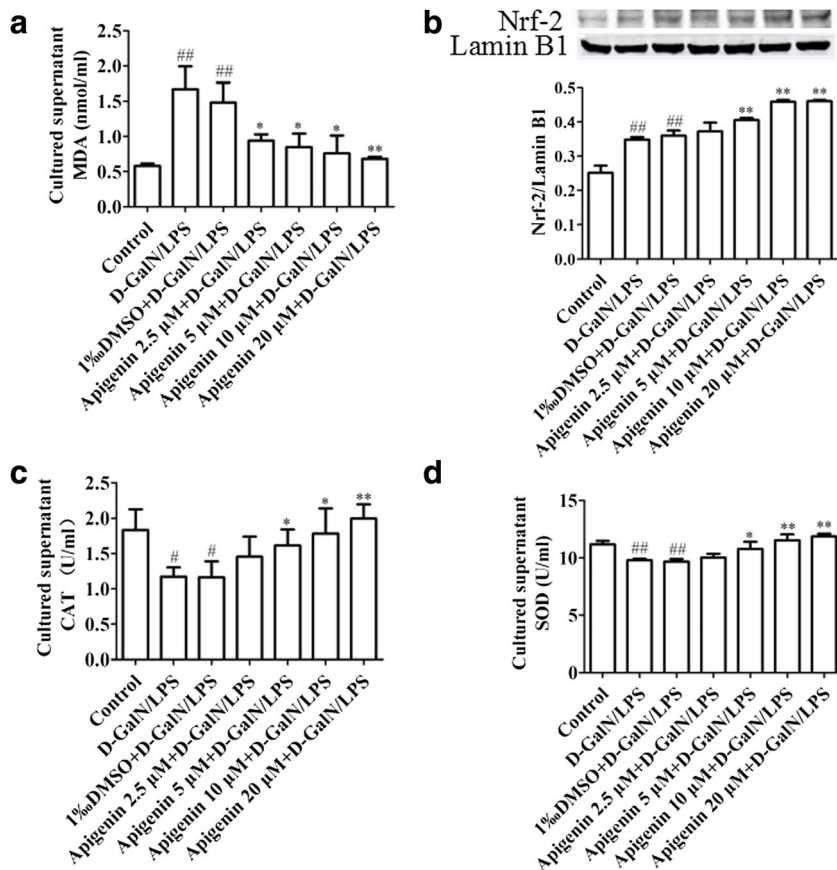 a
Cultured supernatant
MDA (nmol/ml)
2.5
2.0
1.5
1.0
0.5
0.0
##
##
*
*
*
**
Control
D-GalN/LPS
1‰DMSO+D-GalN/LPS
Apigenin 2.5 μM+D-GalN/LPS
Apigenin 5 μM+D-GalN/LPS
Apigenin 10 μM+D-GalN/LPS
Apigenin 20 μM+D-GalN/LPS
b
Nrf-2
Lamin B1
Nrf-2/Lamin B1
0.5
0.4
0.3
0.2
0.1
0.0
##
##
**
**
**
Control
D-GalN/LPS
1‰DMSO+D-GalN/LPS
Apigenin 2.5 μM+D-GalN/LPS
Apigenin 5 μM+D-GalN/LPS
Apigenin 10 μM+D-GalN/LPS
Apigenin 20 μM+D-GalN/LPS
c
Cultured supernatant
CAT (U/ml)
2.5
2.0
1.5
1.0
0.5
0.0
#
#
*
*
**
Control
D-GalN/LPS
1‰DMSO+D-GalN/LPS
Apigenin 2.5 μM+D-GalN/LPS
Apigenin 5 μM+D-GalN/LPS
Apigenin 10 μM+D-GalN/LPS
Apigenin 20 μM+D-GalN/LPS
d
Cultured supernatant
SOD (U/ml)
15
10
5
0
##
##
*
**
**
Control
D-GalN/LPS
1‰DMSO+D-GalN/LPS
Apigenin 2.5 μM+D-GalN/LPS
Apigenin 5 μM+D-GalN/LPS
Apigenin 10 μM+D-GalN/LPS
Apigenin 20 μM+D-GalN/LPS